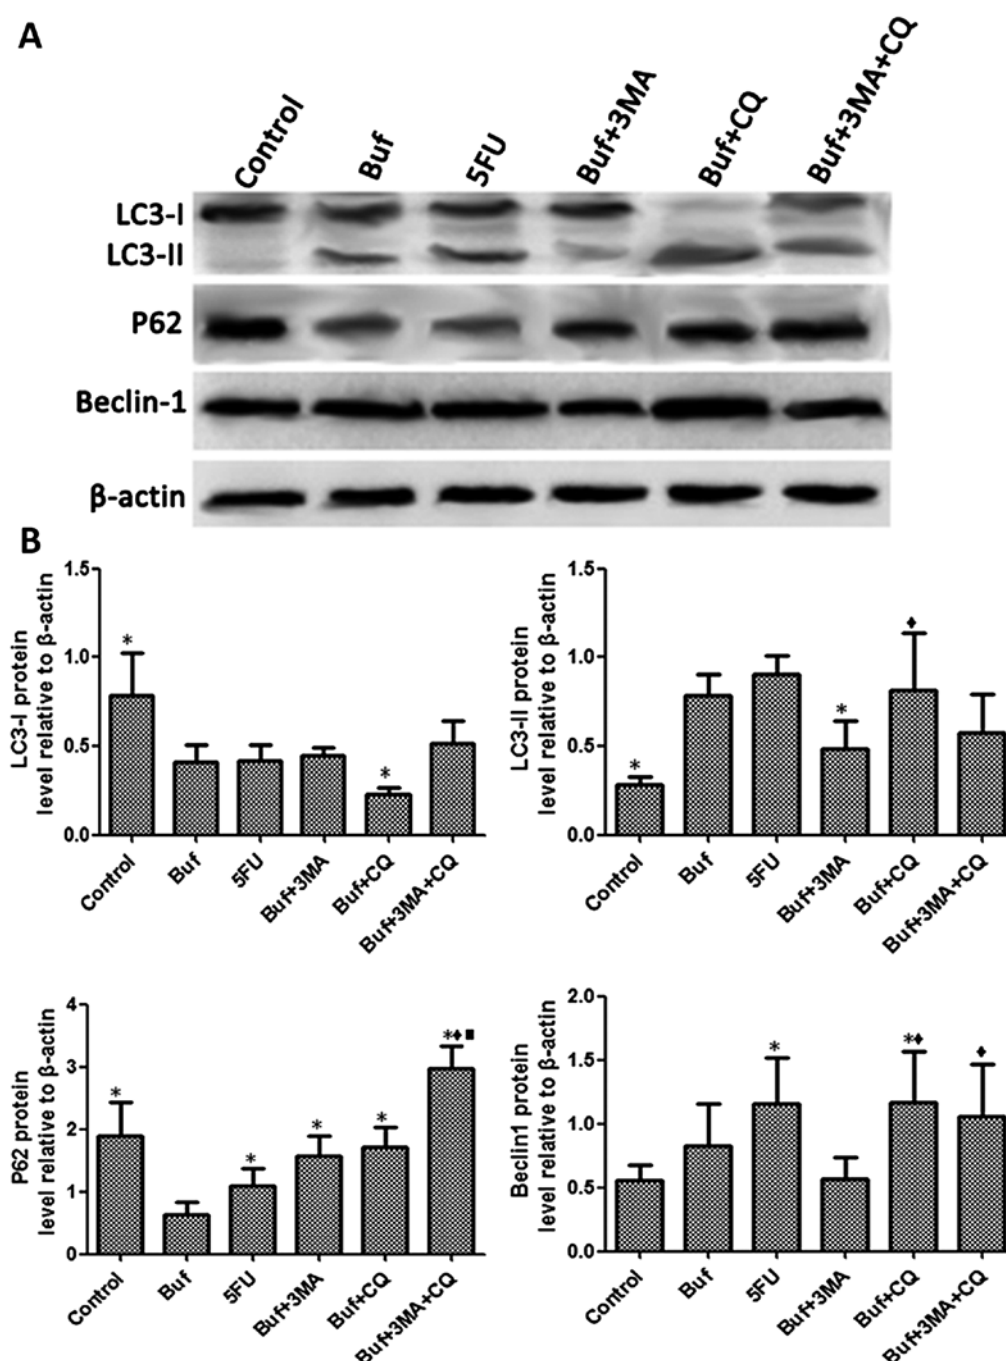 A
Control
Buf
5FU
Buf+3MA
Buf+CQ
Buf+3MA+CQ
LC3-I
LC3-II
P62
Beclin-1
β-actin
B
LC3-I protein
level relative to β-actin
1.5
1.0
0.5
0.0
*
*
Control
Buf
5FU
Buf+3MA
Buf+CQ
Buf+3MA+CQ
LC3-II protein
level relative to β-actin
1.5
1.0
0.5
0.0
*
*
♦
Control
Buf
5FU
Buf+3MA
Buf+CQ
Buf+3MA+CQ
P62 protein
level relative to β-actin
4
3
2
1
0
*
*
*
*
*♦■
Control
Buf
5FU
Buf+3MA
Buf+CQ
Buf+3MA+CQ
Beclin1 protein
level relative to β-actin
2.0
1.5
1.0
0.5
0.0
*
*♦
♦
Control
Buf
5FU
Buf+3MA
Buf+CQ
Buf+3MA+CQ